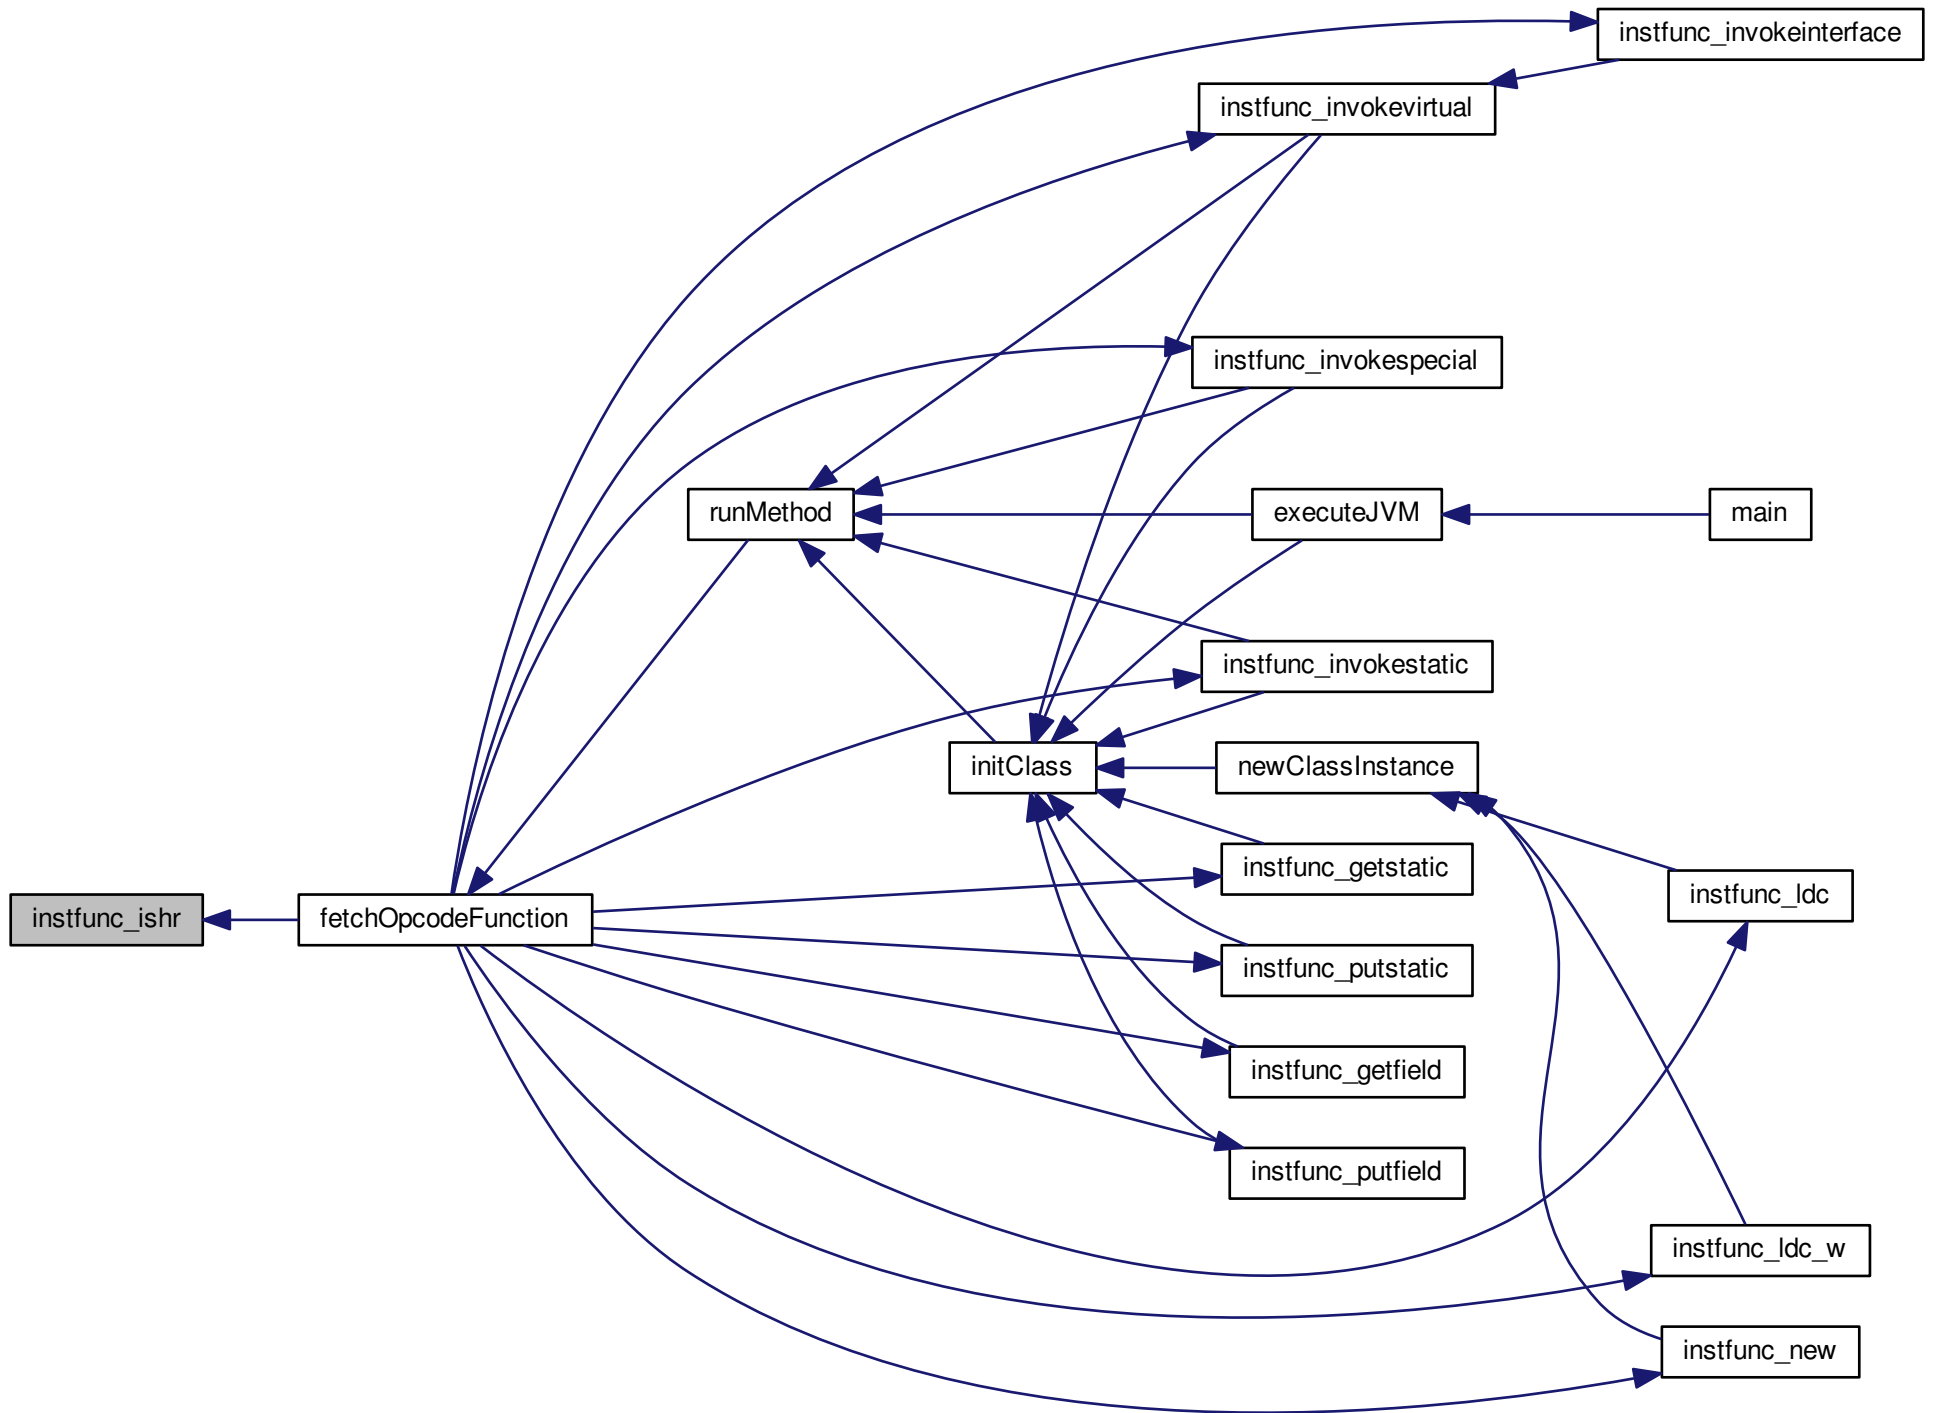 instfunc_invokeinterface
instfunc_invokevirtual
instfunc_invokespecial
runMethod
executeJVM
main
instfunc_invokestatic
initClass
newClassInstance
instfunc_getstatic
instfunc_ldc
instfunc_ishr
fetchOpcodeFunction
instfunc_putstatic
instfunc_getfield
instfunc_putfield
instfunc_ldc_w
instfunc_new